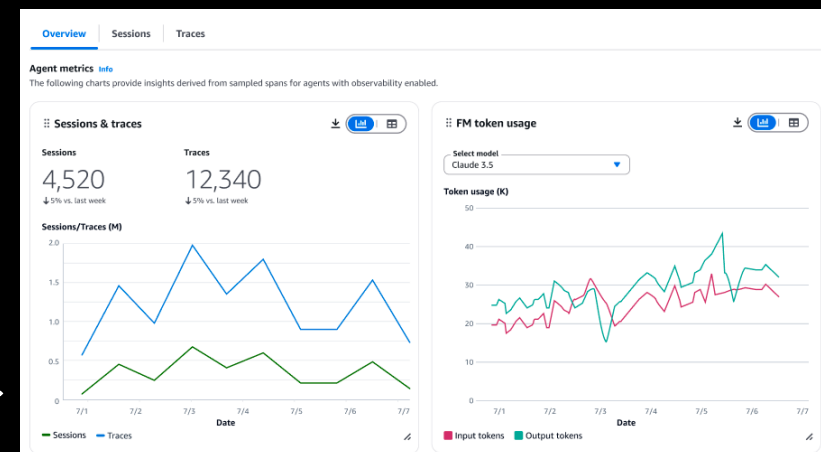 Overview Sessions Traces
Agent metrics Info
The following charts provide insights derived from sampled spans for agents with observability enabled.
Sessions & traces
Sessions Traces
4,520 12,340
↓5% vs. last week ↓5% vs. last week
Sessions/Traces (M)
2.0
1.5
1.0
0.5
0
7/1 7/2 7/3 7/4 7/5 7/6 7/7
Date
Sessions Traces
FM token usage
Select model
Claude 3.5
Token usage (K)
50
40
30
20
10
0
7/1 7/2 7/3 7/4 7/5 7/6 7/7
Date
Input tokens Output tokens